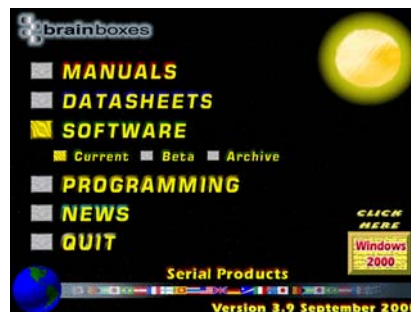 brainboxes
MANUALS
DATASHEETS
SOFTWARE
Current Beta Archive
PROGRAMMING
NEWS
QUIT
CLICK
HERE
Windows
2000
Serial Products
Version 3.9 September